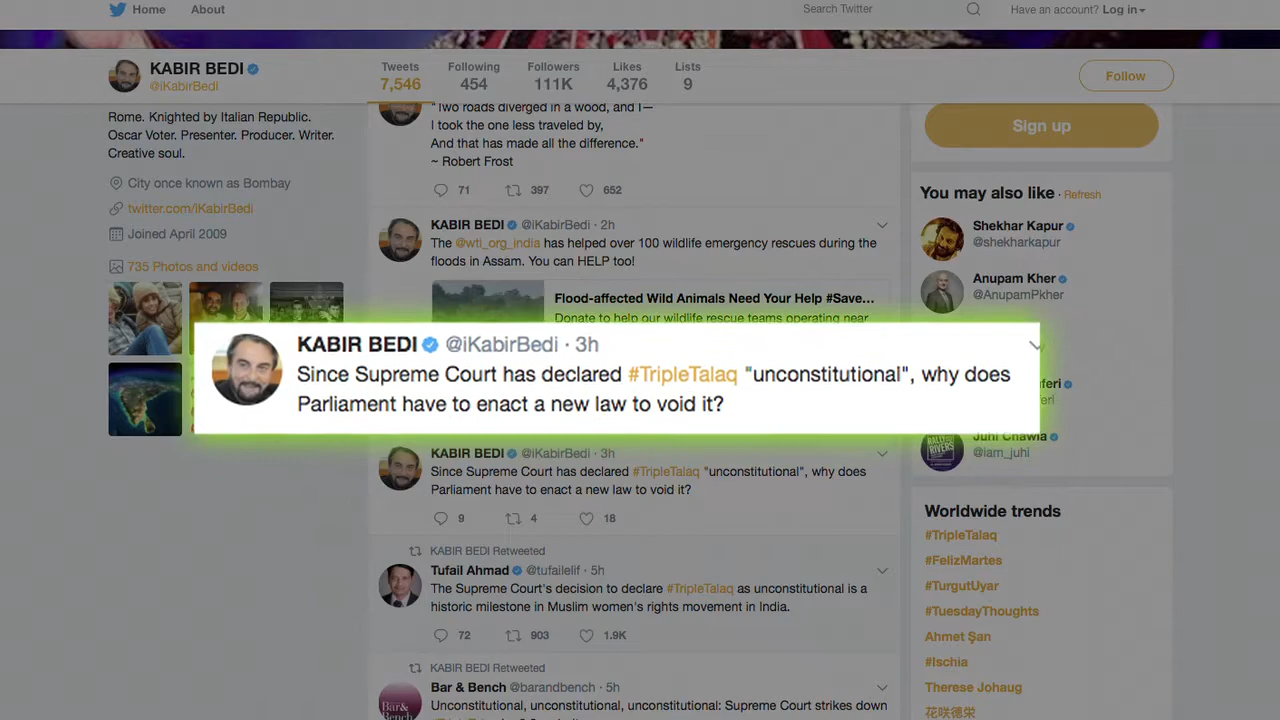 Home About Search Twitter Have an account? Log in
KABIR BEDI
@iKabirBedi
Tweets Following Followers Likes Lists
7,546 454 111K 4,376 9
Follow
Rome. Knighted by Italian Republic.
Oscar Voter. Presenter. Producer. Writer.
Creative soul.
City once known as Bombay
twitter.com/iKabirBedi
Joined April 2009
735 Photos and videos
"Two roads diverged in a wood, and I—
I took the one less traveled by,
And that has made all the difference."
~ Robert Frost
71 397 652
KABIR BEDI @iKabirBedi · 2h
The @wti_org_india has helped over 100 wildlife emergency rescues during the
floods in Assam. You can HELP too!
Flood-affected Wild Animals Need Your Help #Save...
Donate to help our wildlife rescue teams operating near
KABIR BEDI @iKabirBedi · 3h
Since Supreme Court has declared #TripleTalaq "unconstitutional", why does
Parliament have to enact a new law to void it?
KABIR BEDI @iKabirBedi · 3h
Since Supreme Court has declared #TripleTalaq "unconstitutional", why does
Parliament have to enact a new law to void it?
9 4 18
KABIR BEDI Retweeted
Tufail Ahmad @tufailelif · 5h
The Supreme Court's decision to declare #TripleTalaq as unconstitutional is a
historic milestone in Muslim women's rights movement in India.
72 903 1.9K
KABIR BEDI Retweeted
Bar & Bench @barandbench · 5h
Unconstitutional, unconstitutional, unconstitutional: Supreme Court strikes down
Bar&
Bench
Sign up
You may also like · Refresh
Shekhar Kapur
@shekharkapur
Anupam Kher
@AnupamPkher
Juhi Chawla
@iam_juhi
Worldwide trends
#TripleTalaq
#FelizMartes
#TurgutUyar
#TuesdayThoughts
Ahmet Şan
#Ischia
Therese Johaug
花咲徳栄